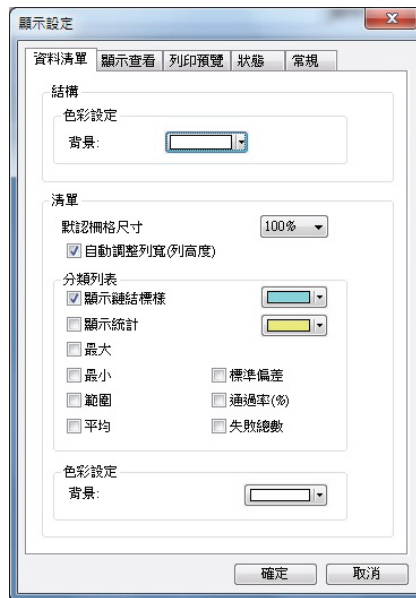 顯示設定
資料清單 顯示查看 列印預覽 狀態 常規
結構
色彩設定
背景:
清單
默認柵格尺寸 100%
自動調整列寬(列高度)
分類列表
顯示鏈結標樣
顯示統計
最大
最小 標準偏差
範圍 通過率(%)
平均 失敗總數
色彩設定
背景:
確定 取消